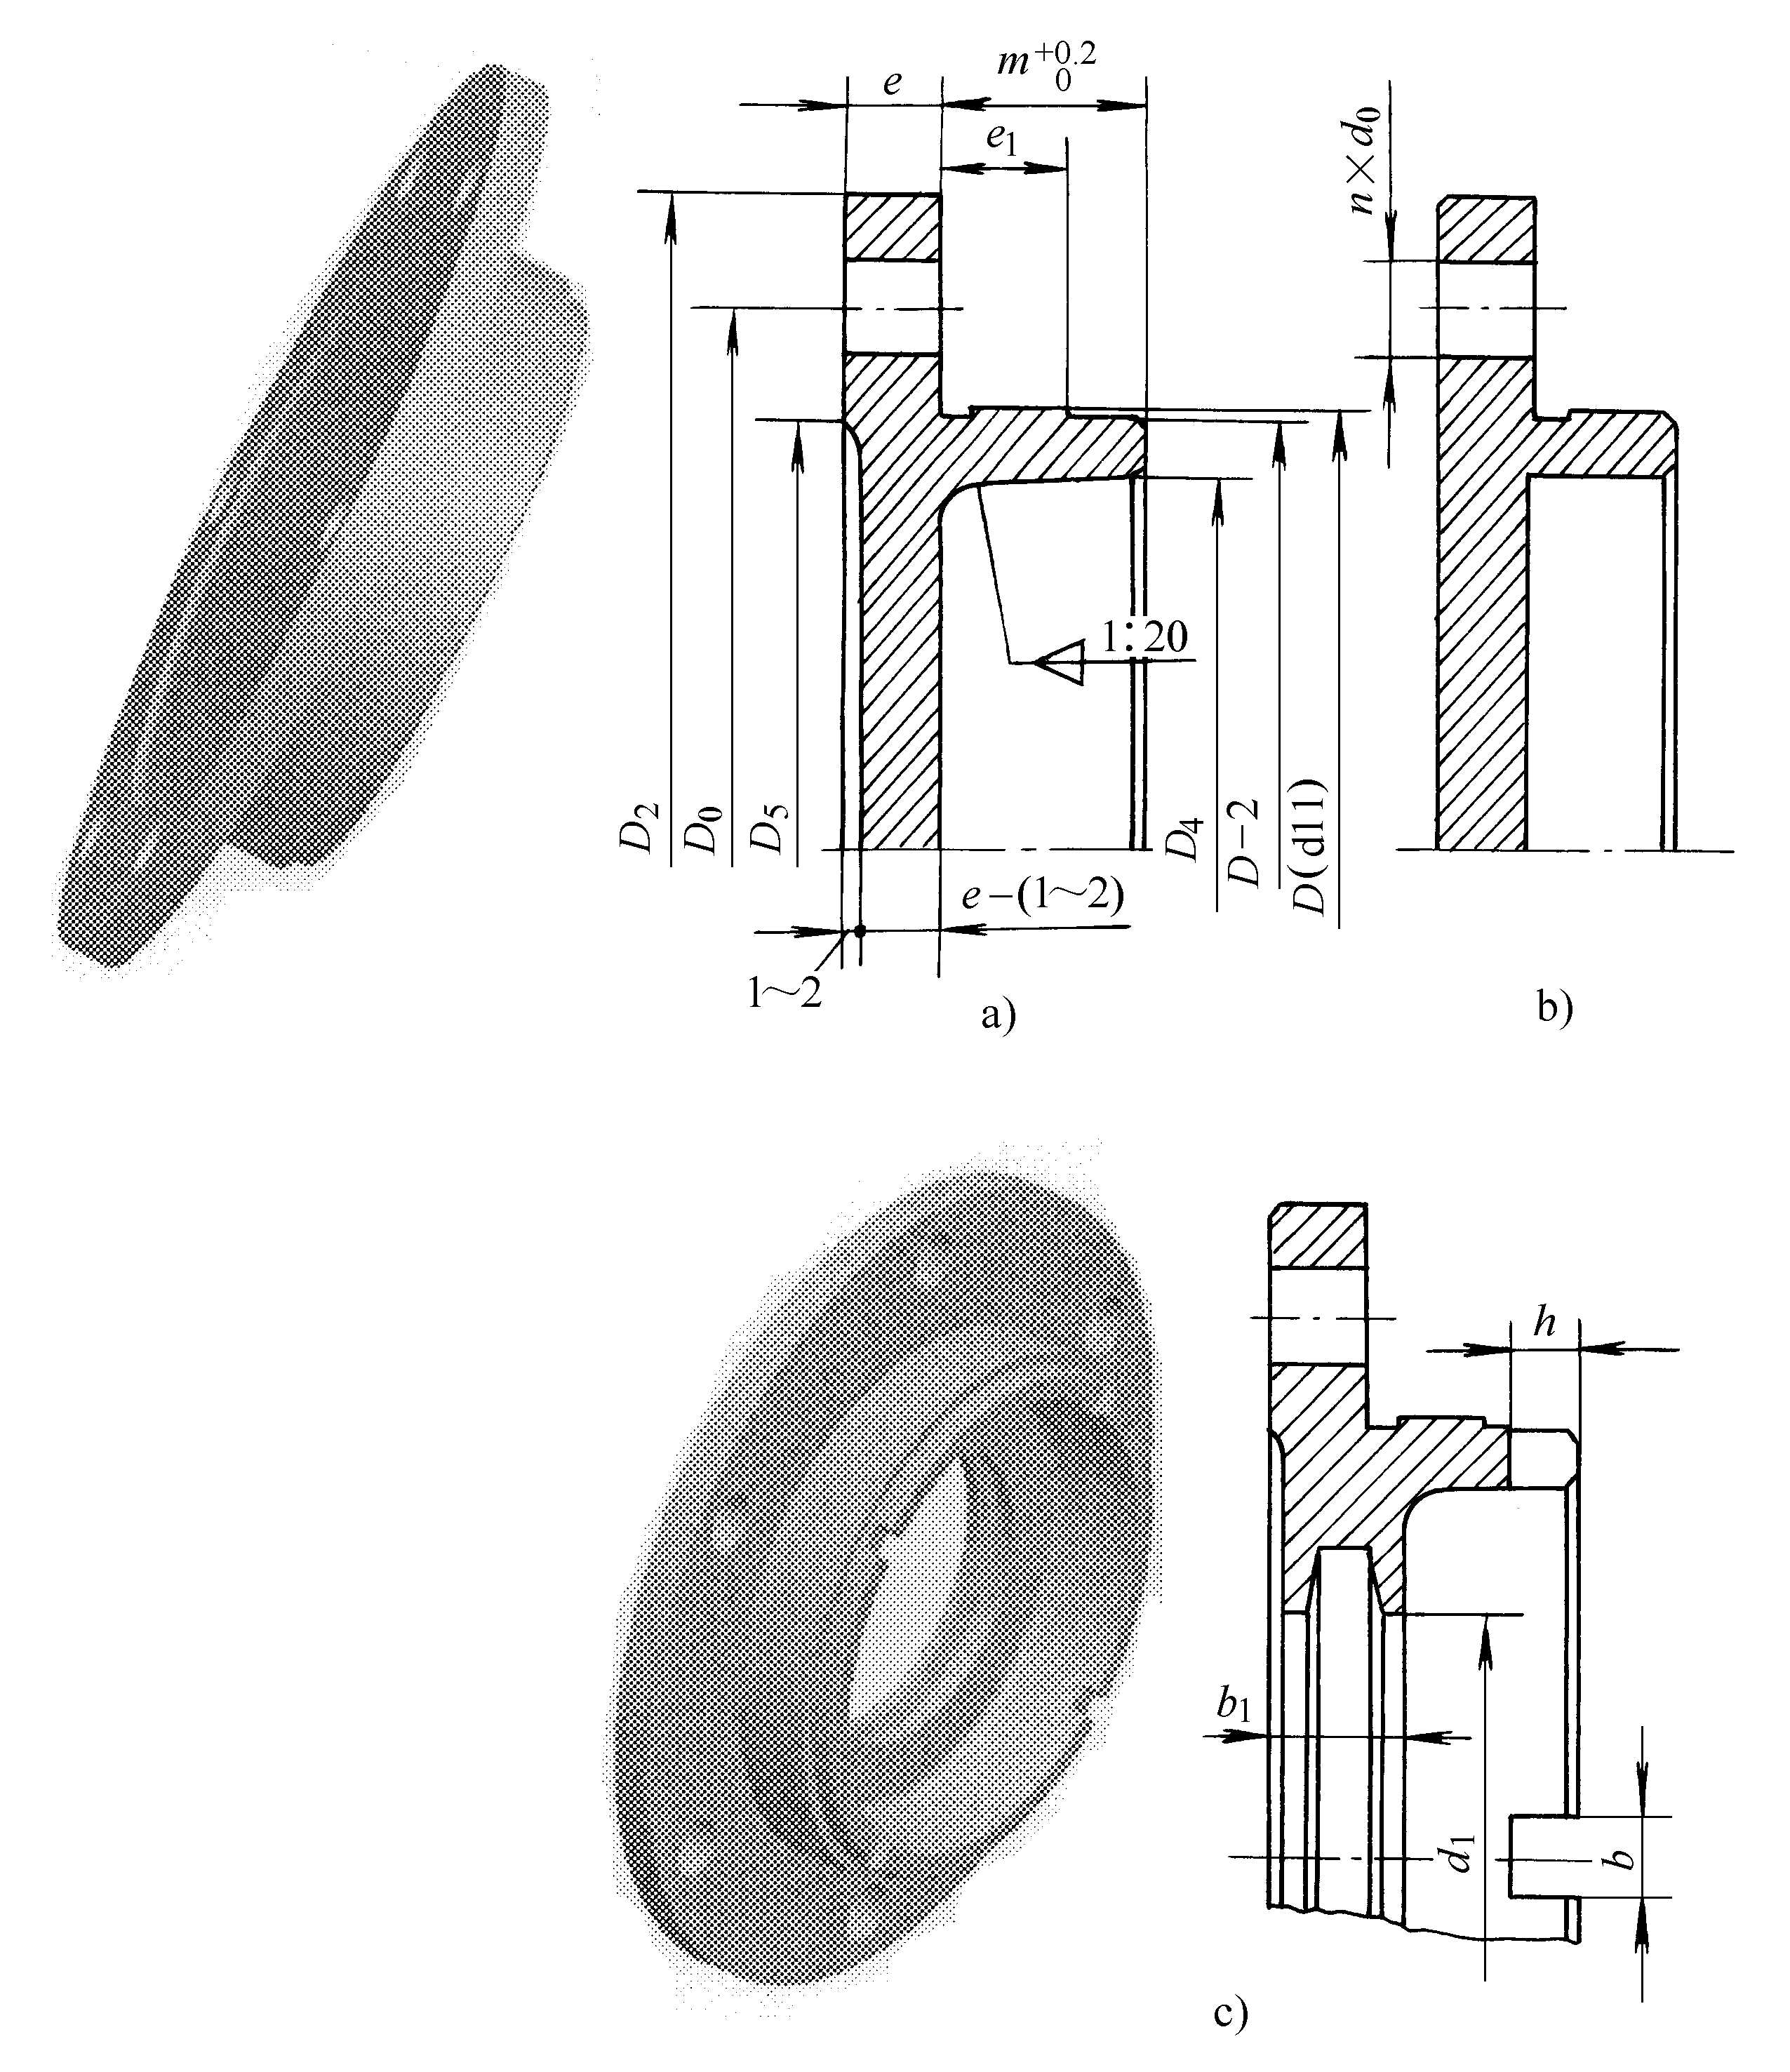 e
m +0.2 0
e1
n×d0
1:20
D2
D0
D5
D4
D−2
D(d11)
e−(1~2)
1~2
a)
b)
h
b1
d1
b
c)